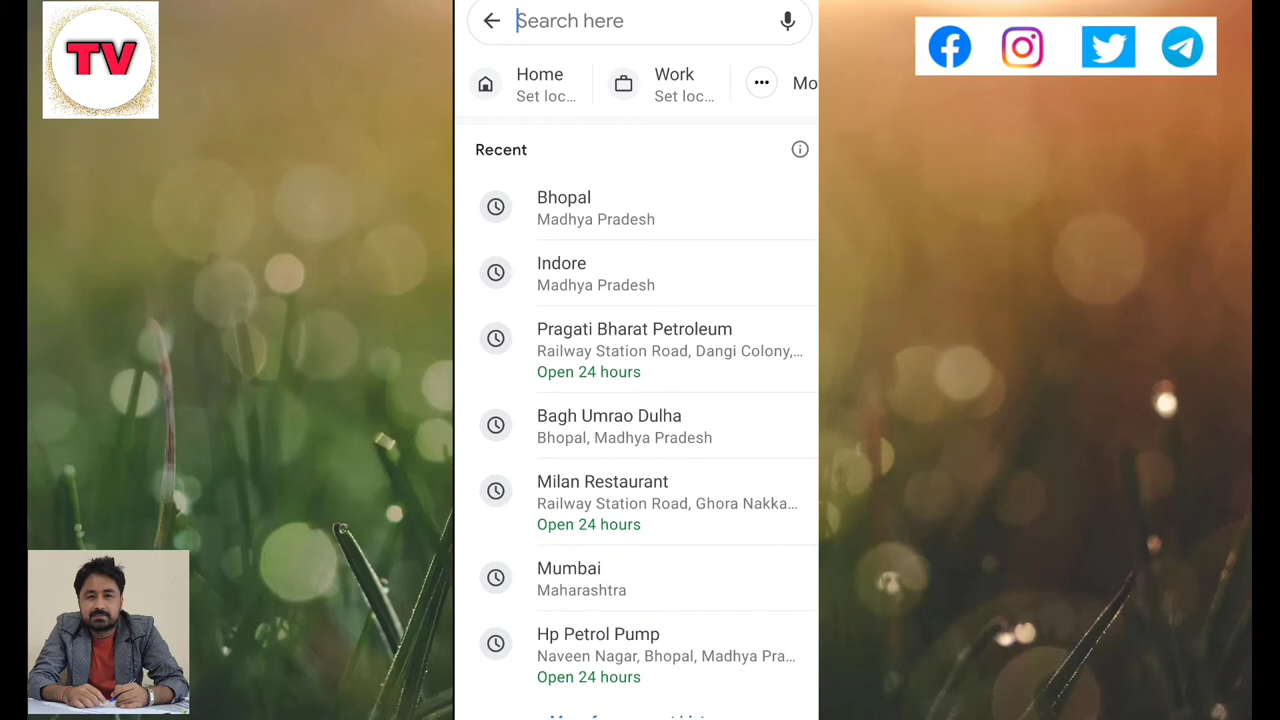 TV
Search here
Home
Set loc...
Work
Set loc...
Mo
Recent
Bhopal
Madhya Pradesh
Indore
Madhya Pradesh
Pragati Bharat Petroleum
Railway Station Road, Dangi Colony,...
Open 24 hours
Bagh Umrao Dulha
Bhopal, Madhya Pradesh
Milan Restaurant
Railway Station Road, Ghora Nakka...
Open 24 hours
Mumbai
Maharashtra
Hp Petrol Pump
Naveen Nagar, Bhopal, Madhya Pra...
Open 24 hours